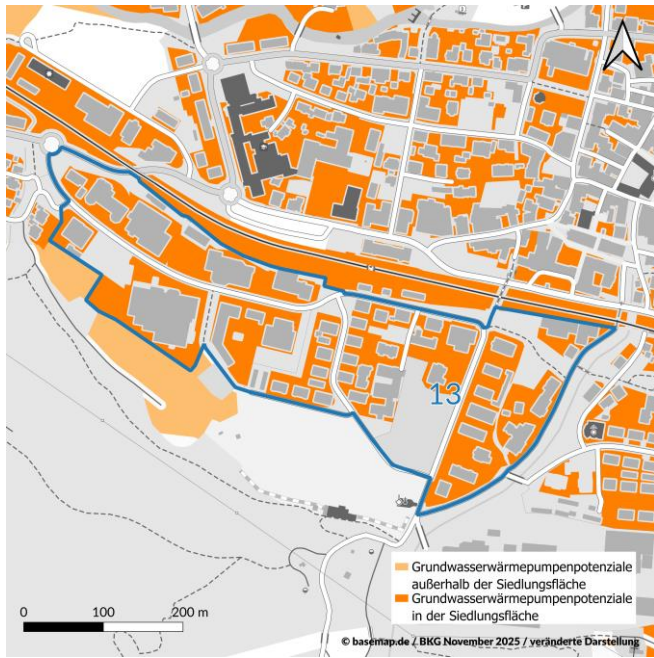 13
Grundwasserwärmepumpenpotenziale
außerhalb der Siedlungsfläche
Grundwasserwärmepumpenpotenziale
in der Siedlungsfläche
0 100 200 m
© basemap.de / BKG November 2025 / veränderte Darstellung